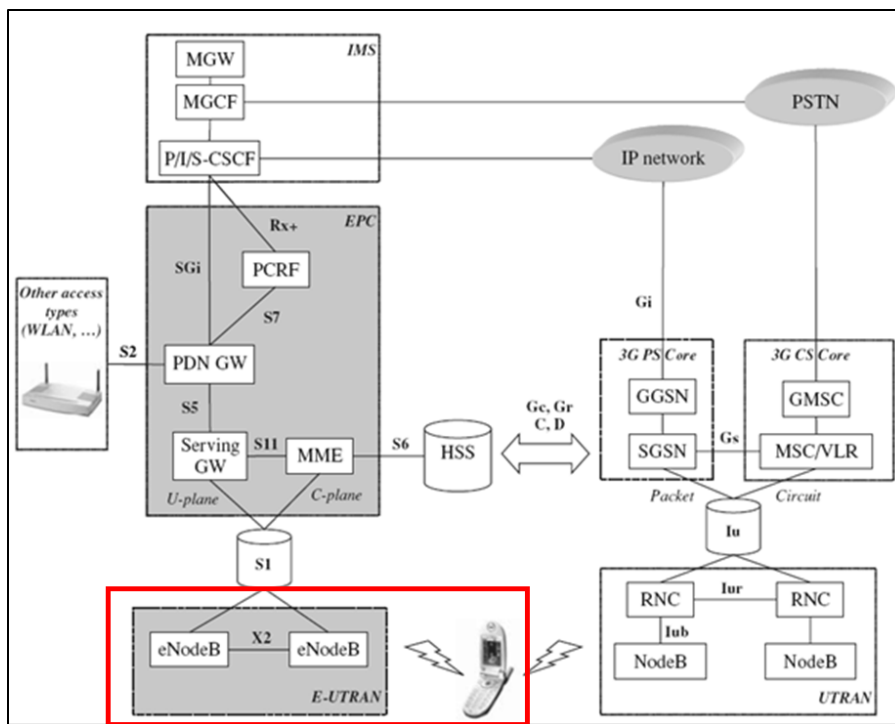 IMS
MGW
MGCF
P/I/S-CSCF
PSTN
IP network
EPC
Rx+
SGi
PCRF
S7
Other access
types
(WLAN, …)
S2
PDN GW
S5
Serving
GW
S11
MME
S6
HSS
U-plane
C-plane
Gi
3G PS Core
3G CS Core
GGSN
GMSC
Gc, Gr
C, D
Gs
SGSN
MSC/VLR
Packet
Circuit
S1
Iu
eNodeB
X2
eNodeB
E-UTRAN
RNC
Iur
RNC
Iub
NodeB
NodeB
UTRAN